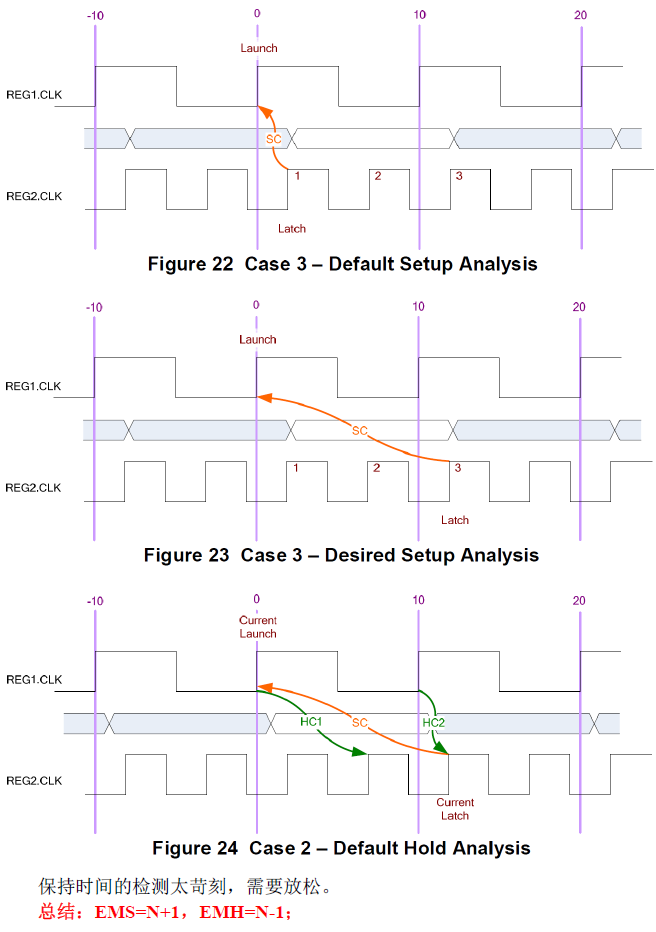 -10 0 10 20
Launch
REG1.CLK
SC
REG2.CLK 1 2 3
Latch
Figure 22 Case 3 – Default Setup Analysis
-10 0 10 20
Launch
REG1.CLK
SC
REG2.CLK 1 2 3
Latch
Figure 23 Case 3 – Desired Setup Analysis
-10 0 10 20
Current
Launch
REG1.CLK
HC1 SC HC2
REG2.CLK
Current
Latch
Figure 24 Case 2 – Default Hold Analysis
保持时间的检测太苛刻，需要放松。
总结：EMS=N+1，EMH=N-1；